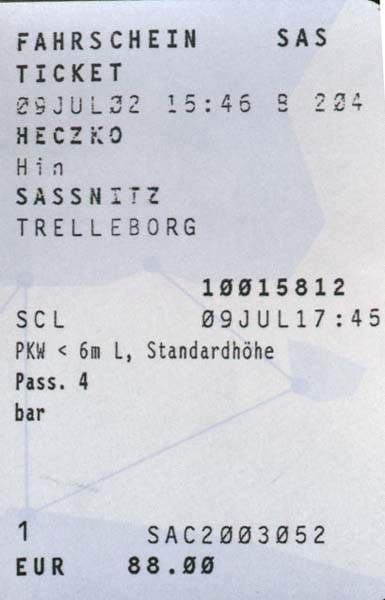 FAHRSCHEIN SAS
TICKET
09JUL02 15:46 8 204
HECZKO
Hin
SASSNITZ
TRELLEBORG
10015812
SCL 09JUL17:45
PKW < 6m L, Standardhöhe
Pass. 4
bar
1 SAC2003052
EUR 88.00